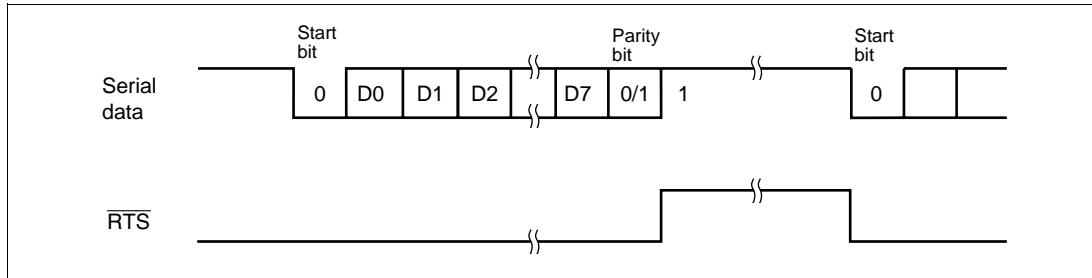 Start
bit
Parity
bit
Start
bit
Serial
data
0 D0 D1 D2 D7 0/1 1 0
RTS